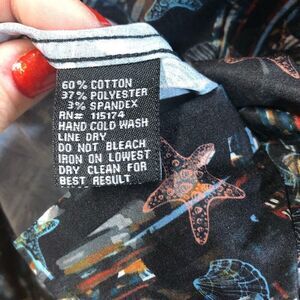 60% COTTON
37% POLYESTER
3% SPANDEX
RN# 115174
HAND COLD WASH
LINE DRY
DO NOT BLEACH
IRON ON LOWEST
DRY CLEAN FOR
BEST RESULT